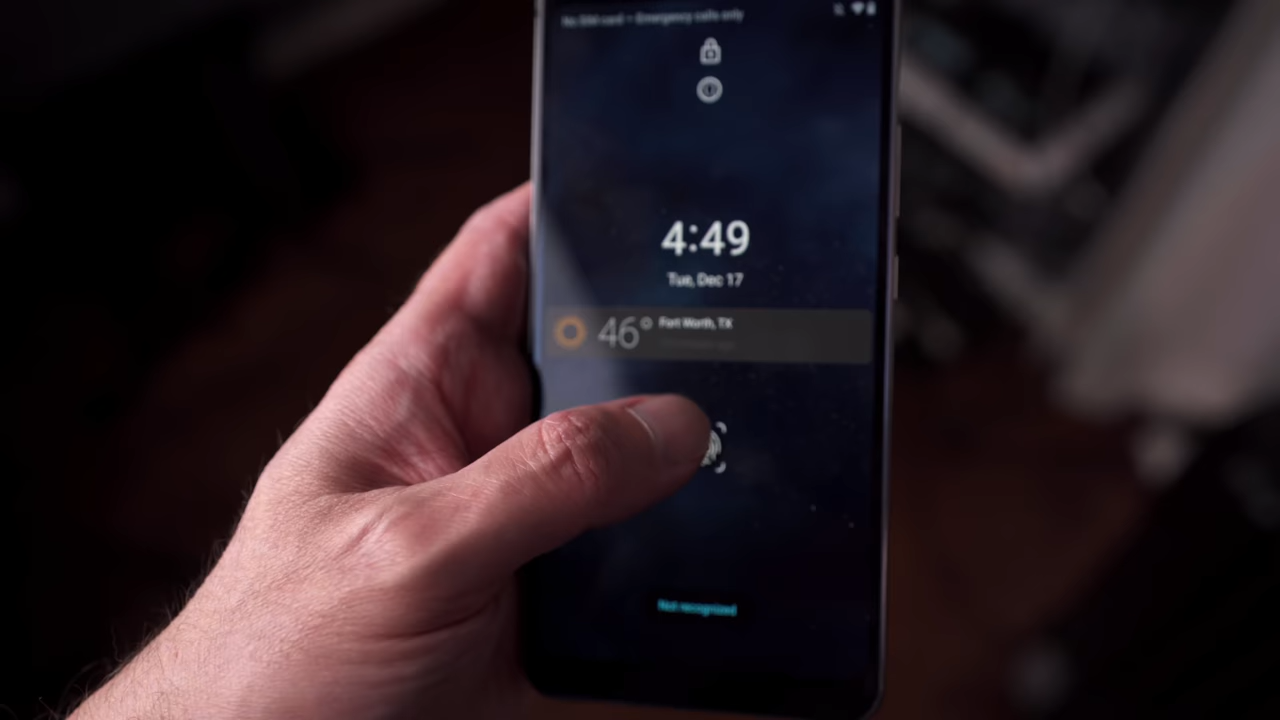 No SIM card — Emergency calls only
4:49
Tue, Dec 17
46° Fort Worth, TX
Not recognized